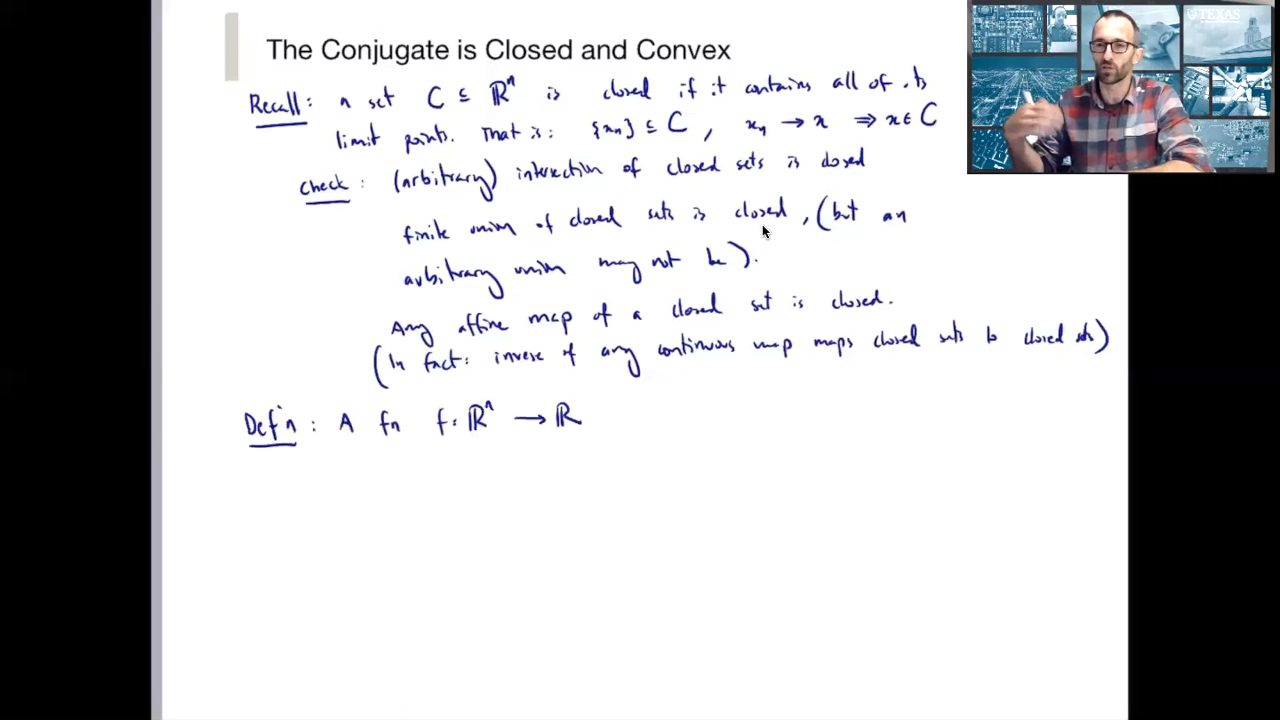 The Conjugate is Closed and Convex
TEXAS
Recall: A set C ⊆ ℝⁿ is closed if it contains all of its
limit points. That is: {xₙ} ⊆ C, xₙ → x ⇒ x ∈ C
Check: (arbitrary) intersection of closed sets is closed
finite union of closed sets is closed, (but an
arbitrary union may not be).
Any affine map of a closed set is closed.
(In fact: inverse of any continuous map maps closed sets to closed sets)
Def'n: A fn f: ℝⁿ → ℝ